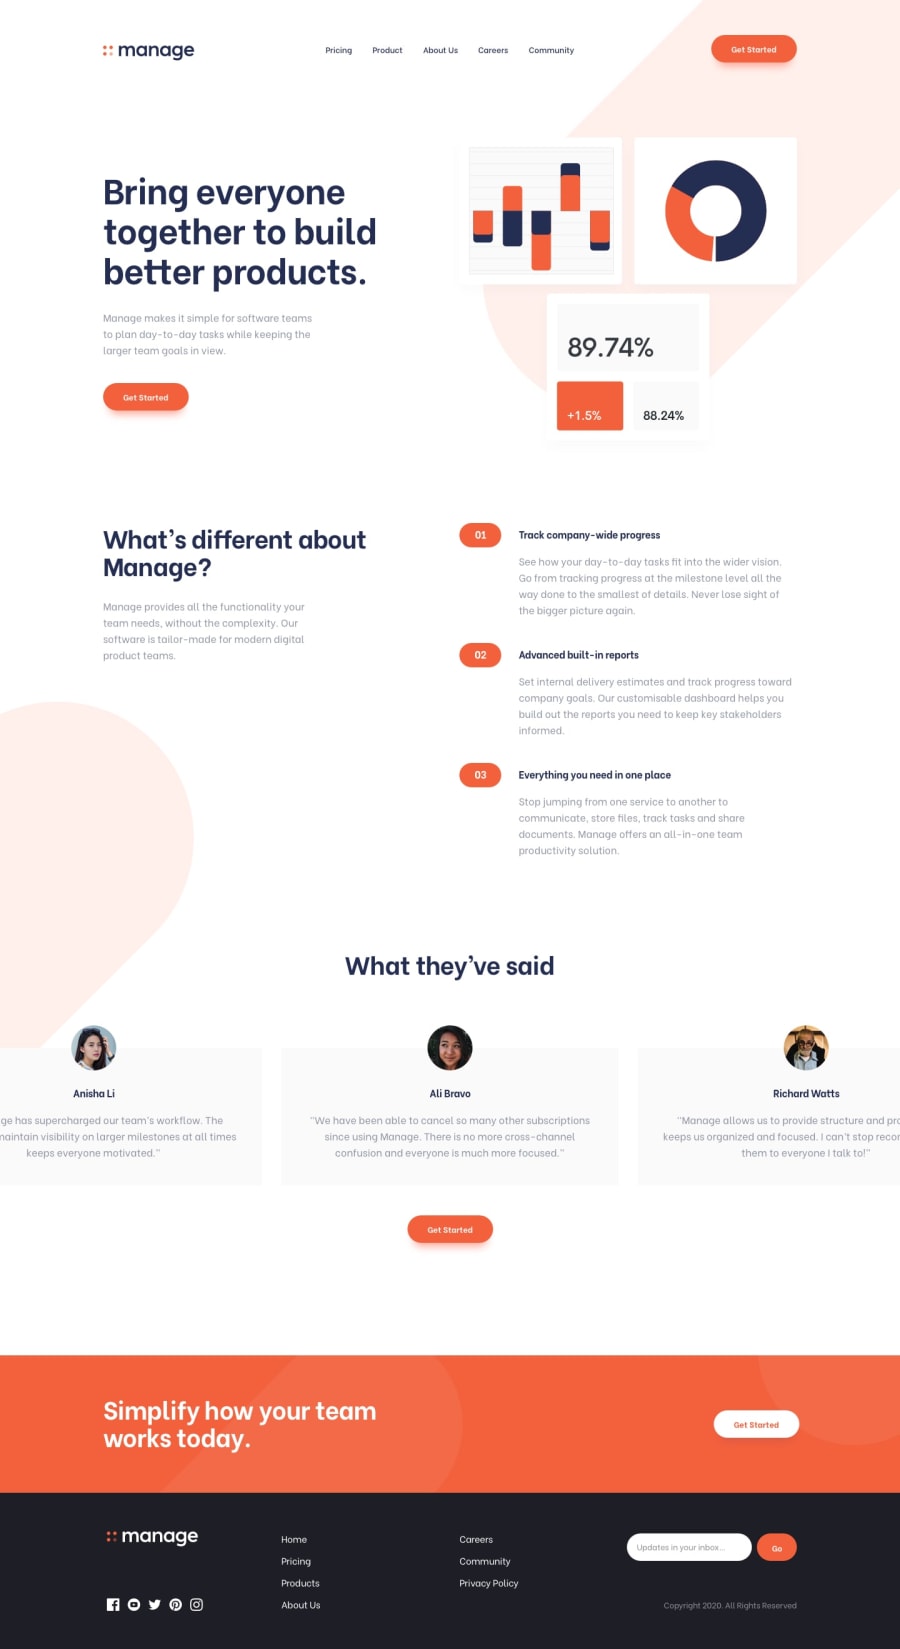 manage
Pricing
Product
About Us
Careers
Community
Get Started
Bring everyone
together to build
better products.
Manage makes it simple for software teams
to plan day-to-day tasks while keeping the
larger team goals in view.
Get Started
89.74%
+1.5%
88.24%
What's different about
Manage?
Manage provides all the functionality your
team needs, without the complexity. Our
software is tailor-made for modern digital
product teams.
01
Track company-wide progress
See how your day-to-day tasks fit into the wider vision.
Go from tracking progress at the milestone level all the
way done to the smallest of details. Never lose sight of
the bigger picture again.
02
Advanced built-in reports
Set internal delivery estimates and track progress toward
company goals. Our customisable dashboard helps you
build out the reports you need to keep key stakeholders
informed.
03
Everything you need in one place
Stop jumping from one service to another to
communicate, store files, track tasks and share
documents. Manage offers an all-in-one team
productivity solution.
What they've said
Anisha Li
has supercharged our team's workflow. The
maintain visibility on larger milestones at all times
keeps everyone motivated."
Ali Bravo
"We have been able to cancel so many other subscriptions
since using Manage. There is no more cross-channel
confusion and everyone is much more focused."
Richard Watts
"Manage allows us to provide structure and
keeps us organized and focused. I can't stop
them to everyone I talk to!"
Get Started
Simplify how your team
works today.
Get Started
manage
Home
Pricing
Products
About Us
Careers
Community
Privacy Policy
Updates in your inbox...
Go
Copyright 2020. All Rights Reserved